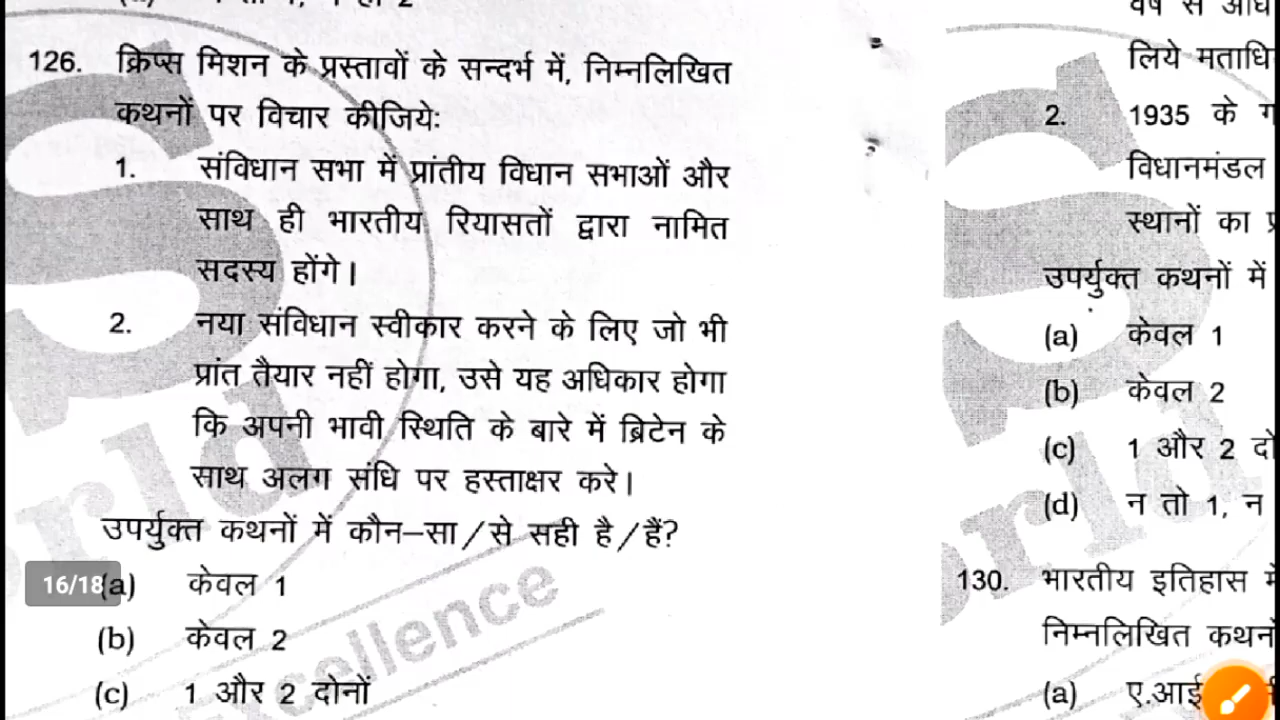 126. क्रिप्स मिशन के प्रस्तावों के सन्दर्भ में, निम्नलिखित
कथनों पर विचार कीजिये:
1. संविधान सभा में प्रांतीय विधान सभाओं और
साथ ही भारतीय रियासतों द्वारा नामित
सदस्य होंगे।
2. नया संविधान स्वीकार करने के लिए जो भी
प्रांत तैयार नहीं होगा, उसे यह अधिकार होगा
कि अपनी भावी स्थिति के बारे में ब्रिटेन के
साथ अलग संधि पर हस्ताक्षर करे।
उपर्युक्त कथनों में कौन–सा/से सही है/हैं?
16/18
(a) केवल 1
(b) केवल 2
(c) 1 और 2 दोनों
वर्ष से
लिये
2. 1935 के
विधानमंडल
स्थानों का
उपर्युक्त कथनों में
(a) केवल 1
(b) केवल 2
(c) 1 और 2
(d) न तो 1, न
130. भारतीय इतिहास
निम्नलिखित
(a) ए.आई
orld
xcellence